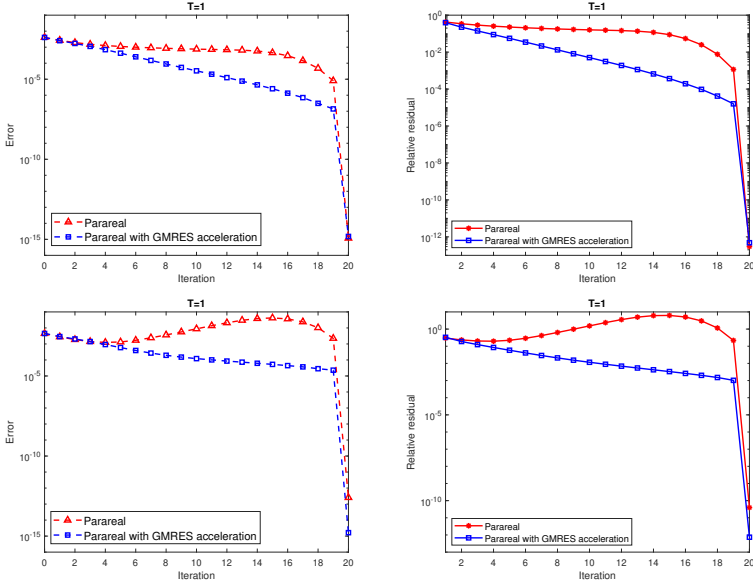 T=1
Error
10^-5
10^-10
10^-15
Parareal
Parareal with GMRES acceleration
0 2 4 6 8 10 12 14 16 18 20
Iteration
T=1
Relative residual
10^0
10^-2
10^-4
10^-6
10^-8
10^-10
10^-12
Parareal
Parareal with GMRES acceleration
2 4 6 8 10 12 14 16 18 20
Iteration
T=1
Error
10^-5
10^-10
10^-15
Parareal
Parareal with GMRES acceleration
0 2 4 6 8 10 12 14 16 18 20
Iteration
T=1
Relative residual
10^0
10^-5
10^-10
Parareal
Parareal with GMRES acceleration
2 4 6 8 10 12 14 16 18 20
Iteration